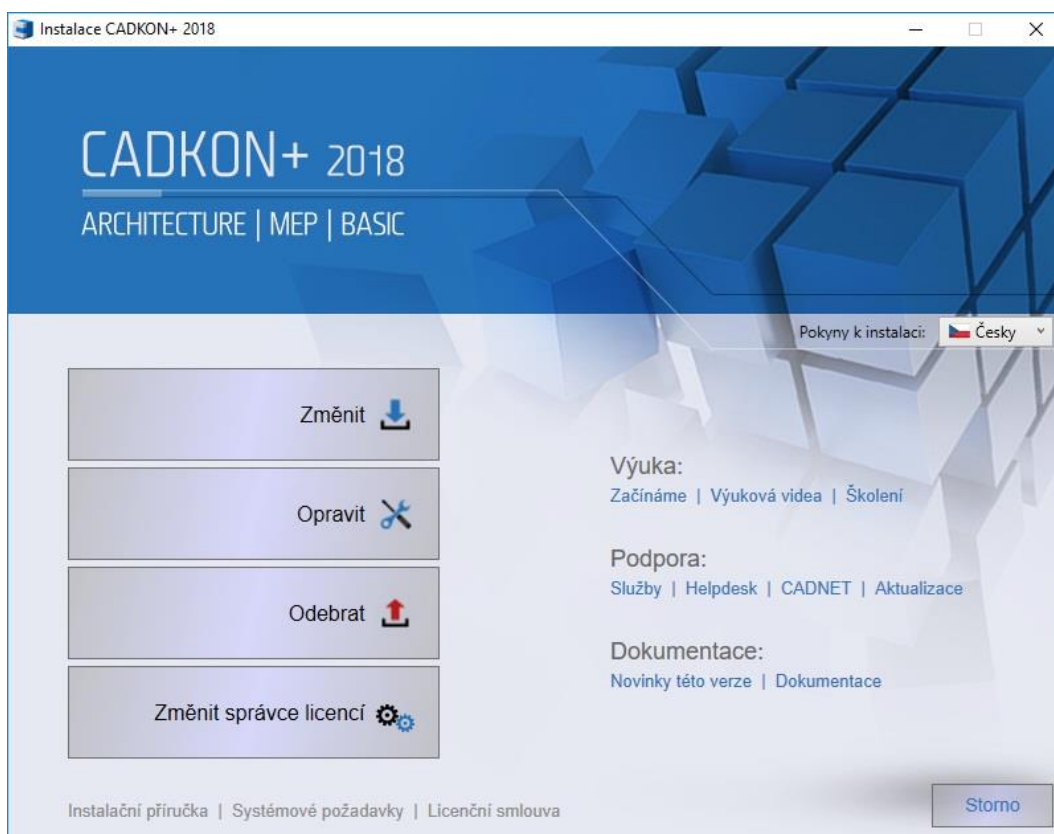 Instalace CADKON+ 2018
CADKON+ 2018
ARCHITECTURE | MEP | BASIC
Pokyny k instalaci: Česky
Změnit
Opravit
Odebrat
Změnit správce licencí
Výuka:
Začínáme | Výuková videa | Školení
Podpora:
Služby | Helpdesk | CADNET | Aktualizace
Dokumentace:
Novinky této verze | Dokumentace
Instalační příručka | Systémové požadavky | Licenční smlouva
Storno